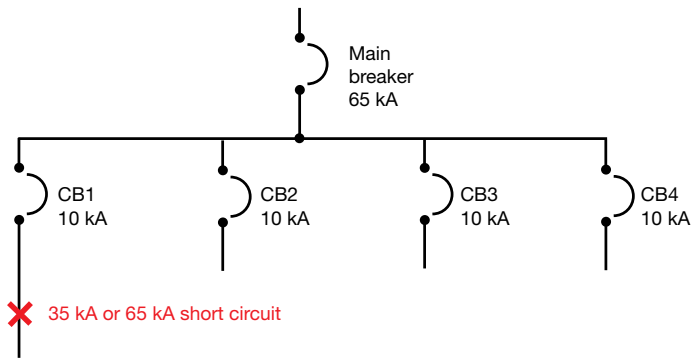 Main
breaker
65 kA
CB1
10 kA
CB2
10 kA
CB3
10 kA
CB4
10 kA
35 kA or 65 kA short circuit